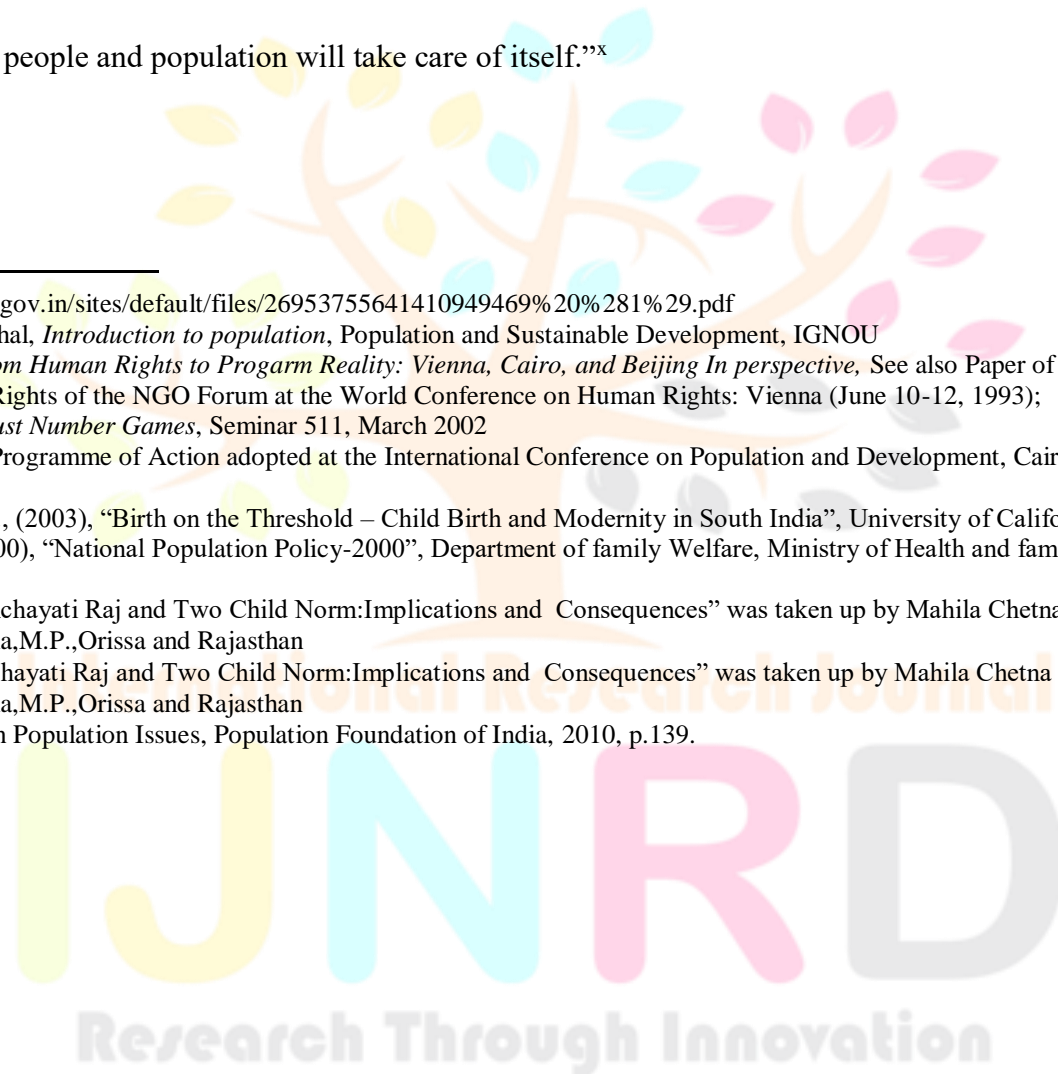 people and population will take care of itself.”x
gov.in/sites/default/files/26953755641410949469%20%281%29.pdf
hal, Introduction to population, Population and Sustainable Development, IGNOU
om Human Rights to Progarm Reality: Vienna, Cairo, and Beijing In perspective, See also Paper of
Rights of the NGO Forum at the World Conference on Human Rights: Vienna (June 10-12, 1993);
ust Number Games, Seminar 511, March 2002
Programme of Action adopted at the International Conference on Population and Development, Cair
., (2003), “Birth on the Threshold – Child Birth and Modernity in South India”, University of Califo
00), “National Population Policy-2000”, Department of family Welfare, Ministry of Health and fam
chayati Raj and Two Child Norm:Implications and Consequences” was taken up by Mahila Chetna
a,M.P.,Orissa and Rajasthan
hayati Raj and Two Child Norm:Implications and Consequences” was taken up by Mahila Chetna
a,M.P.,Orissa and Rajasthan
International Research Journal
n Population Issues, Population Foundation of India, 2010, p.139.
IJNRD
Research Through Innovation